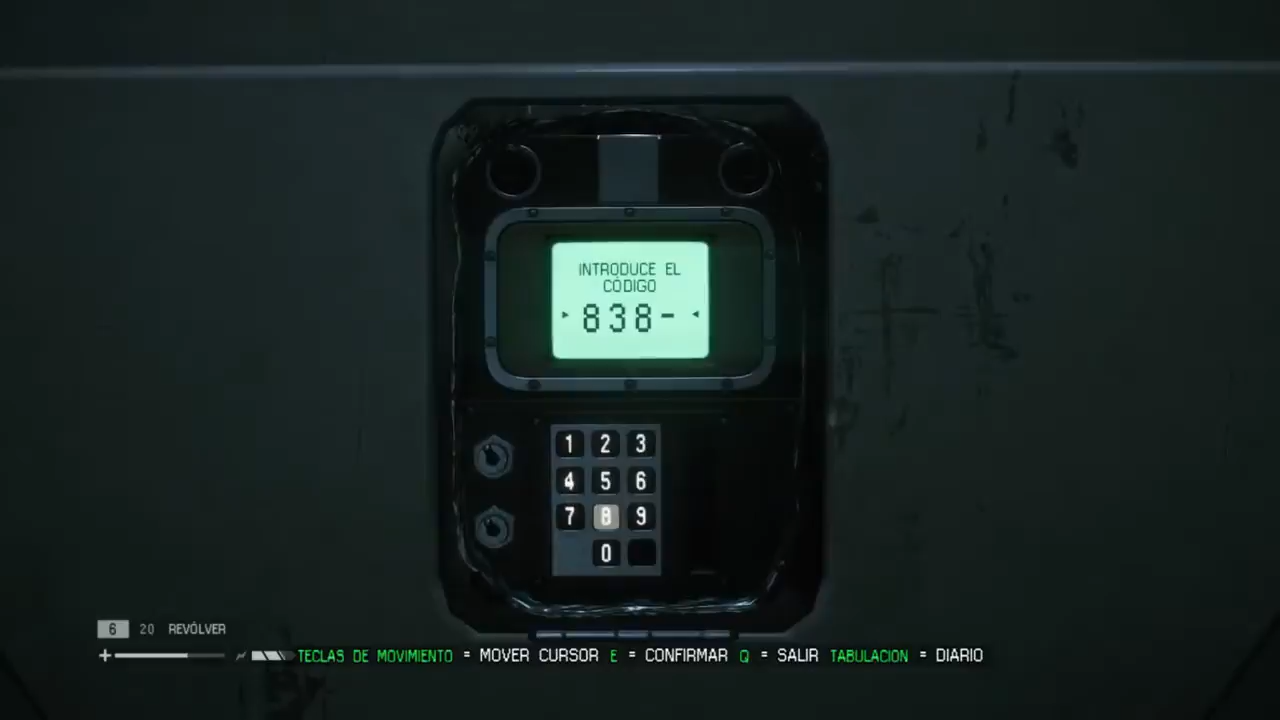 INTRODUCE EL
CÓDIGO
▸ 838- ◂
1 2 3
4 5 6
7 8 9
0
6 20 REVÓLVER
TECLAS DE MOVIMIENTO = MOVER CURSOR E = CONFIRMAR Q = SALIR TABULACION = DIARIO